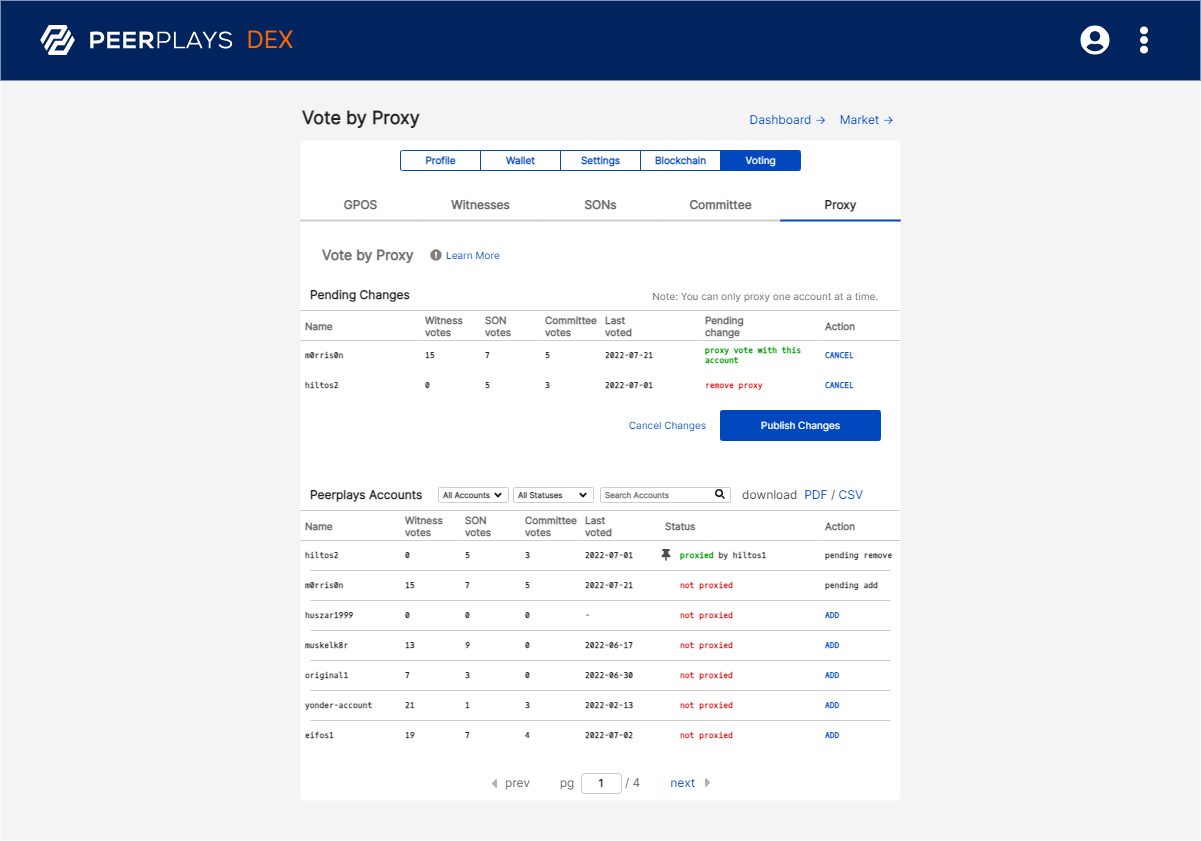 PEERPLAYS DEX
Vote by Proxy
Dashboard → Market →
Profile Wallet Settings Blockchain Voting
GPOS Witnesses SONs Committee Proxy
Vote by Proxy ! Learn More
Pending Changes Note: You can only proxy one account at a time.
Name Witness votes SON votes Committee votes Last voted Pending change Action
m0rris0n 15 7 5 2022-07-21 proxy vote with this account CANCEL
hiltos2 0 5 3 2022-07-01 remove proxy CANCEL
Cancel Changes Publish Changes
Peerplays Accounts All Accounts All Statuses Search Accounts download PDF / CSV
Name Witness votes SON votes Committee votes Last voted Status Action
hiltos2 0 5 3 2022-07-01 proxied by hiltos1 pending remove
m0rris0n 15 7 5 2022-07-21 not proxied pending add
huszar1999 0 0 0 - not proxied ADD
muskelk8r 13 9 0 2022-06-17 not proxied ADD
original1 7 3 0 2022-06-30 not proxied ADD
yonder-account 21 1 3 2022-02-13 not proxied ADD
eifos1 19 7 4 2022-07-02 not proxied ADD
prev pg 1 / 4 next